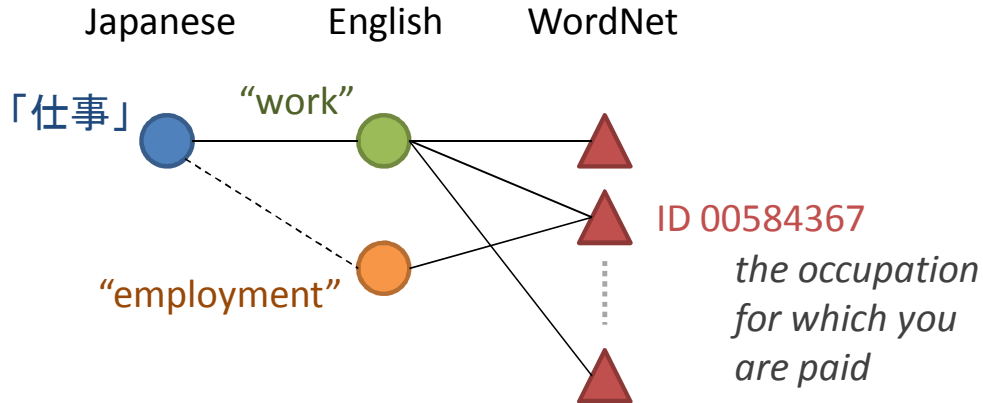 Japanese English WordNet
「仕事」
“work”
ID 00584367
“employment”
the occupation
for which you
are paid